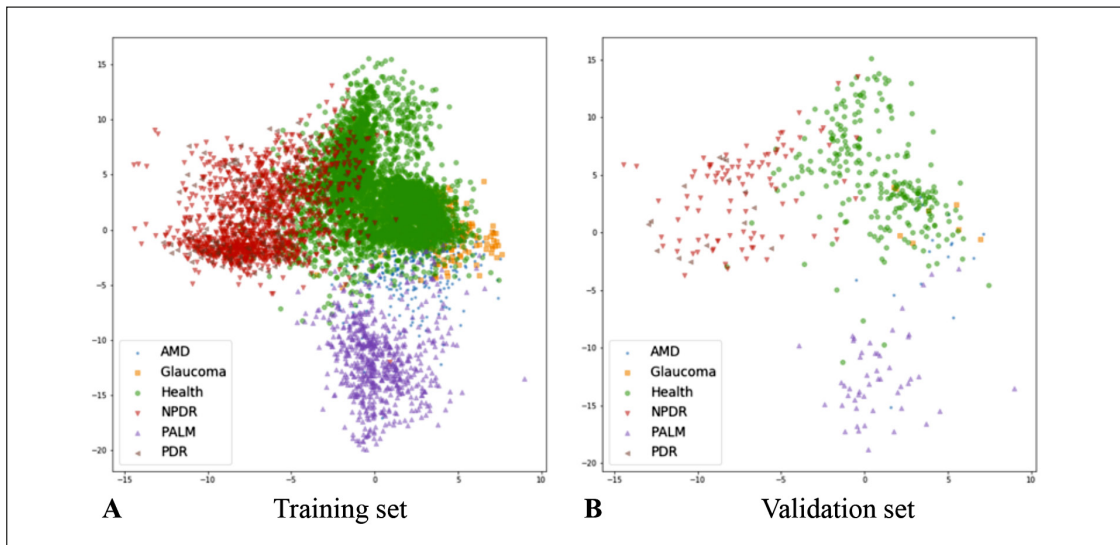 15
10
5
0
−5
−10
−15
−20
AMD
Glaucoma
Health
NPDR
PALM
PDR
−15 −10 −5 0 5 10
A Training set
15
10
5
0
−5
−10
−15
−20
AMD
Glaucoma
Health
NPDR
PALM
PDR
−15 −10 −5 0 5 10
B Validation set